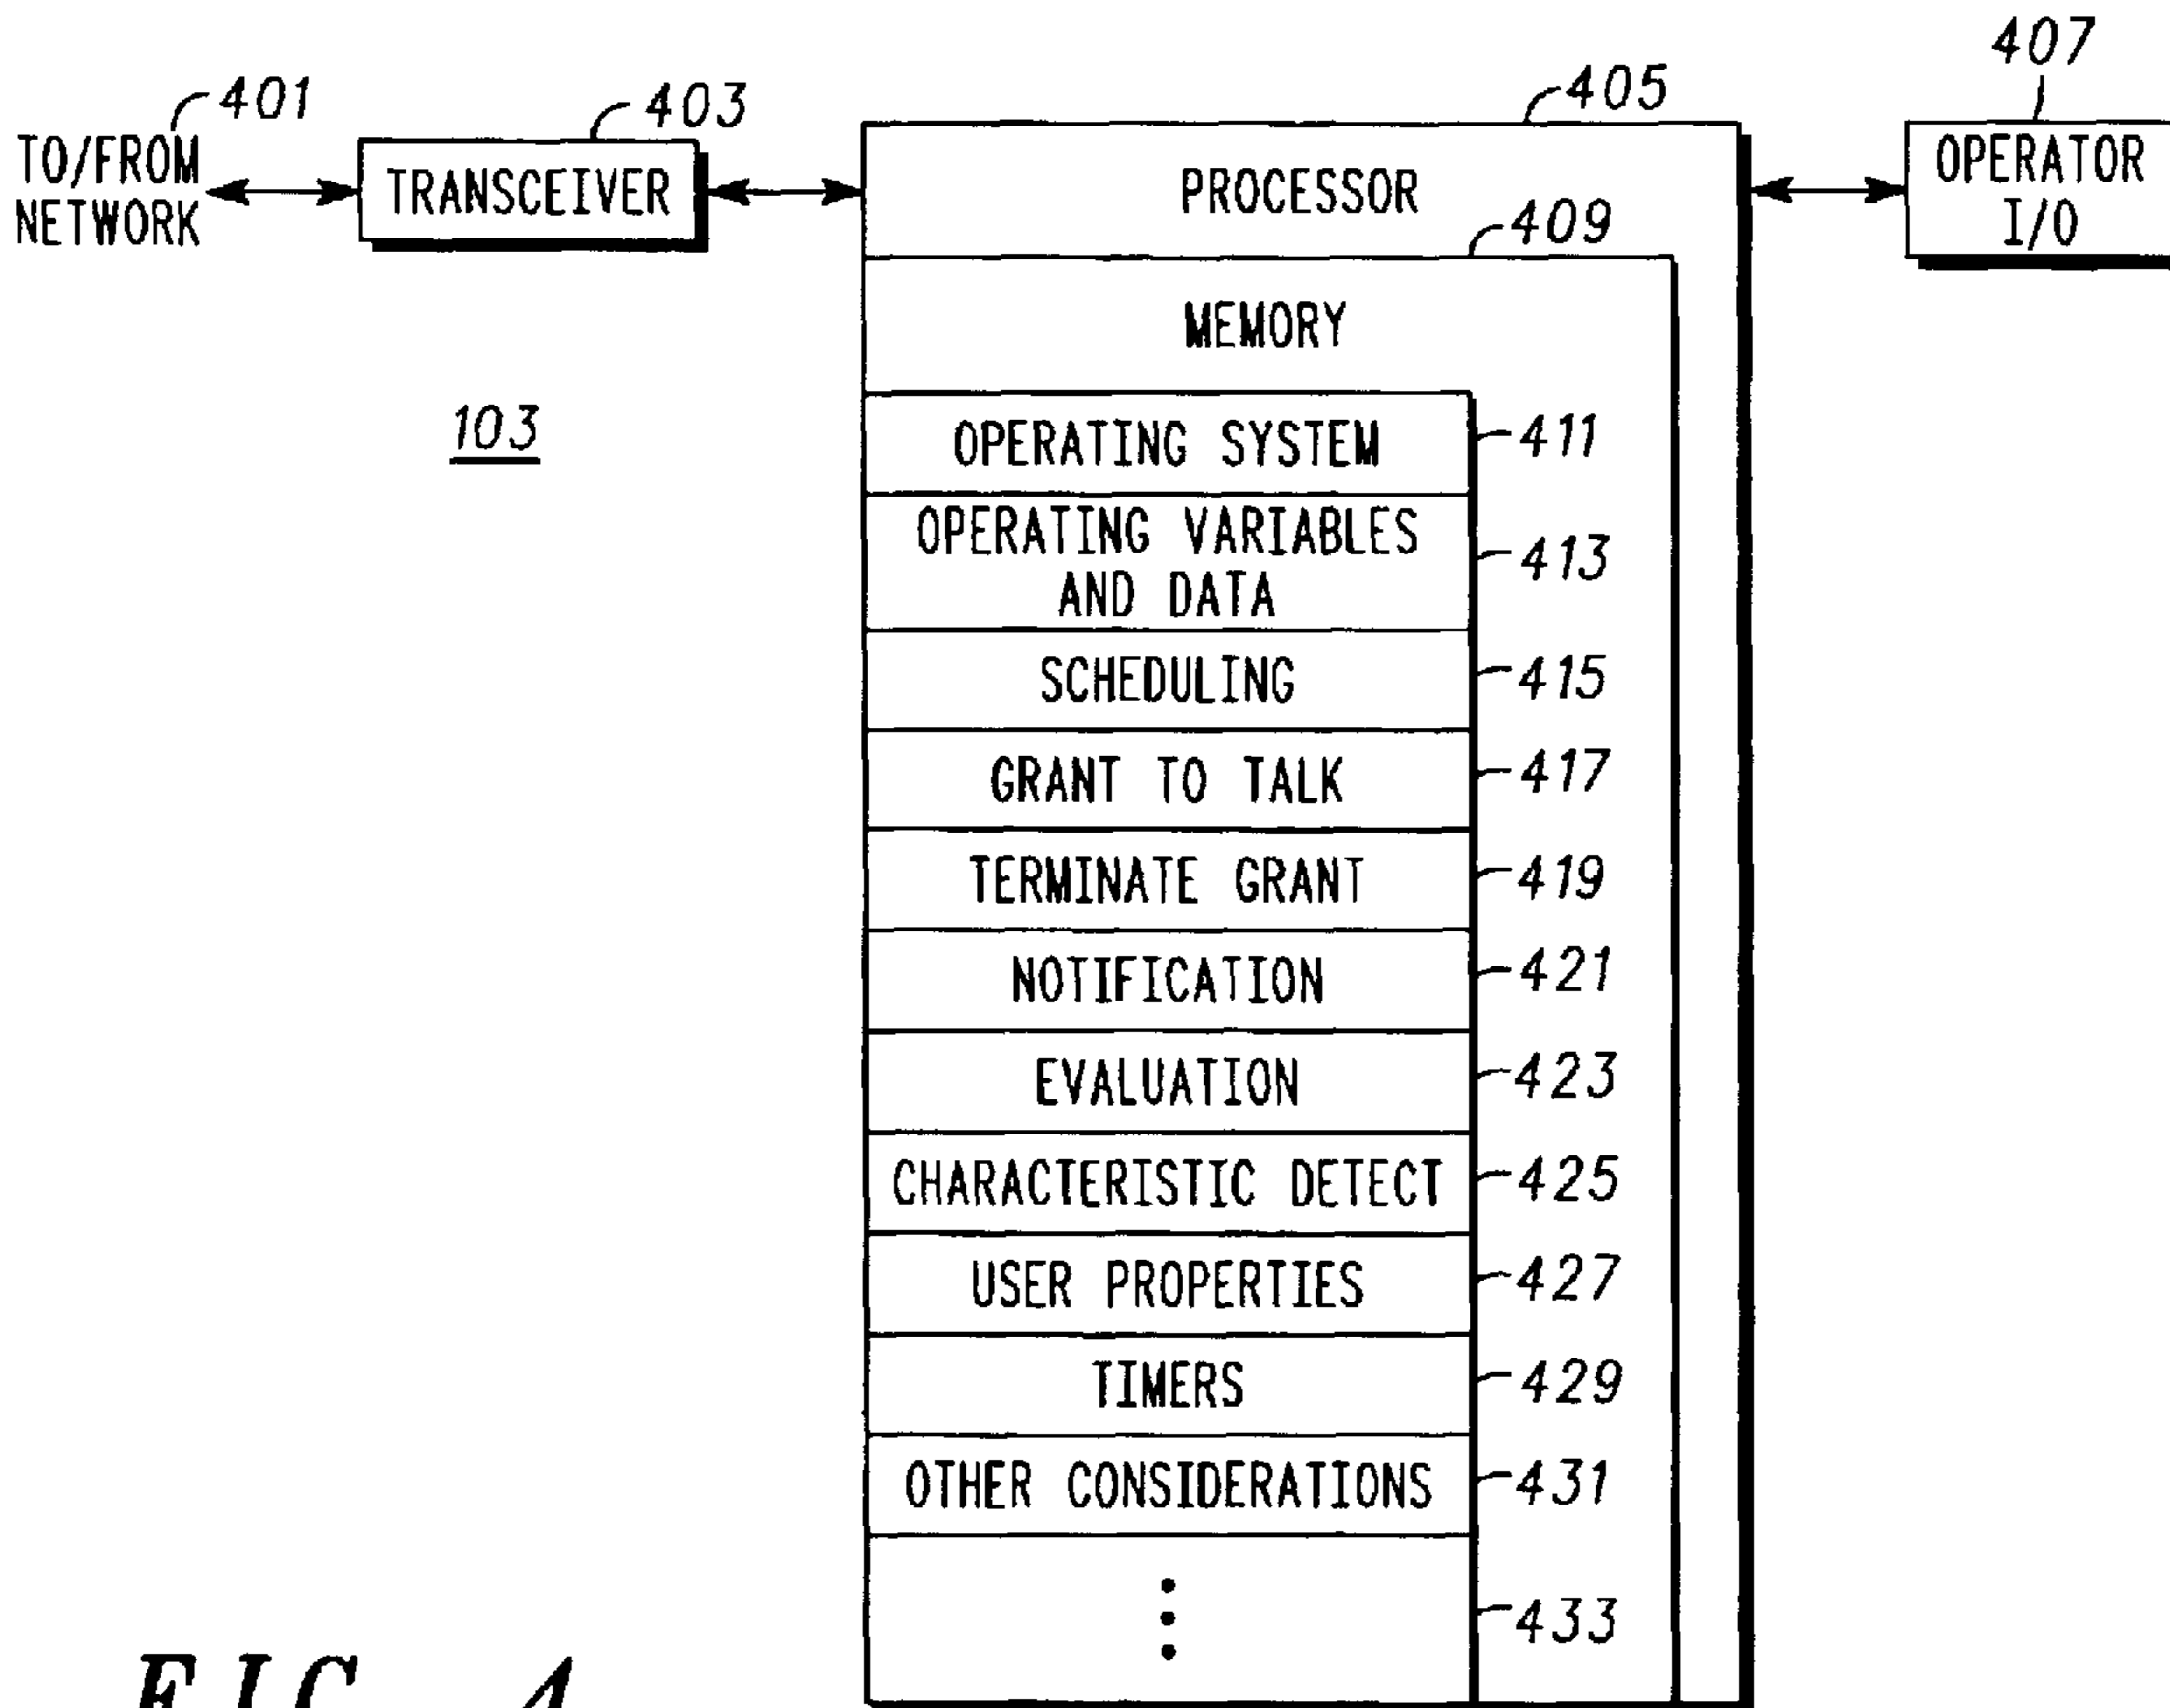 401
TO/FROM
NETWORK
403
TRANSCEIVER
405
PROCESSOR
407
OPERATOR
I/O
409
MEMORY
103
OPERATING SYSTEM
411
OPERATING VARIABLES
AND DATA
413
SCHEDULING
415
GRANT TO TALK
417
TERMINATE GRANT
419
NOTIFICATION
421
EVALUATION
423
CHARACTERISTIC DETECT
425
USER PROPERTIES
427
TIMERS
429
OTHER CONSIDERATIONS
431
433
FIG. 4